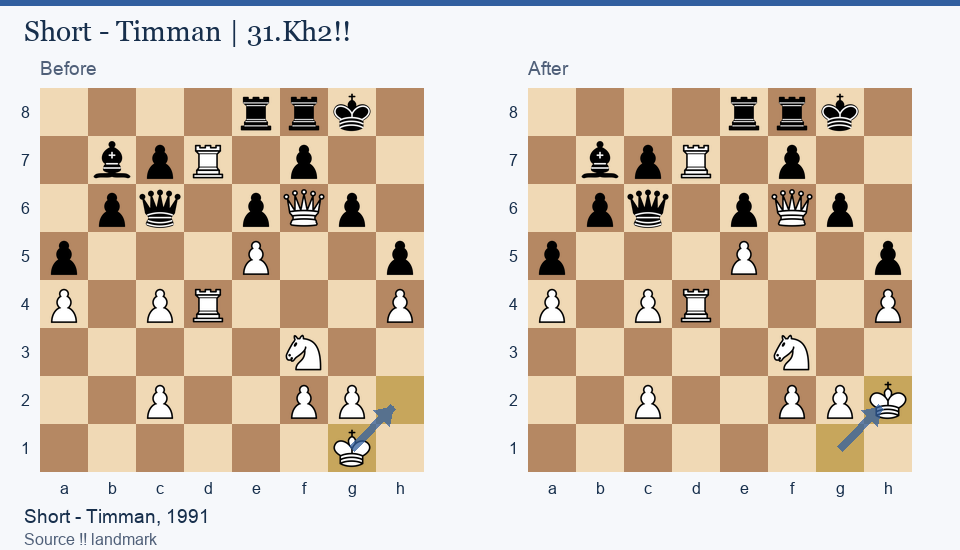 Short - Timman | 31.Kh2!!
Before
After
8
7
6
5
4
3
2
1
a b c d e f g h
8
7
6
5
4
3
2
1
a b c d e f g h
Short - Timman, 1991
Source !! landmark